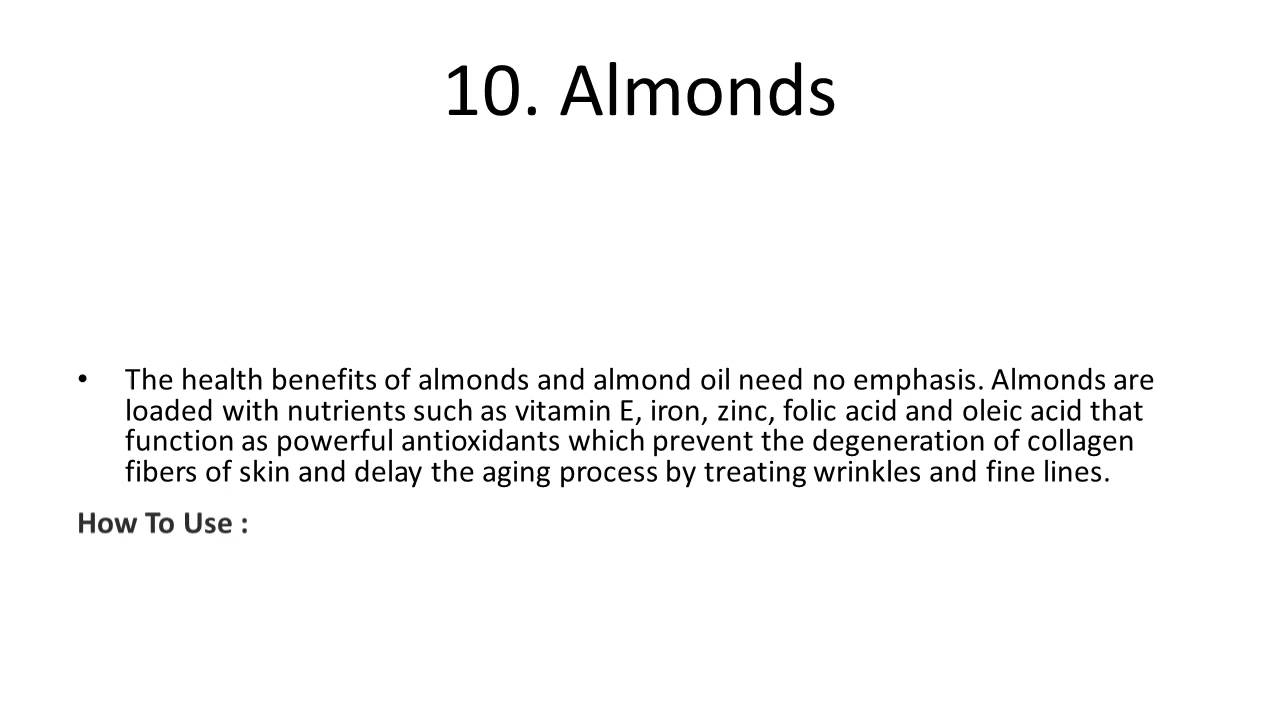 10. Almonds
• The health benefits of almonds and almond oil need no emphasis. Almonds are
loaded with nutrients such as vitamin E, iron, zinc, folic acid and oleic acid that
function as powerful antioxidants which prevent the degeneration of collagen
fibers of skin and delay the aging process by treating wrinkles and fine lines.
How To Use :